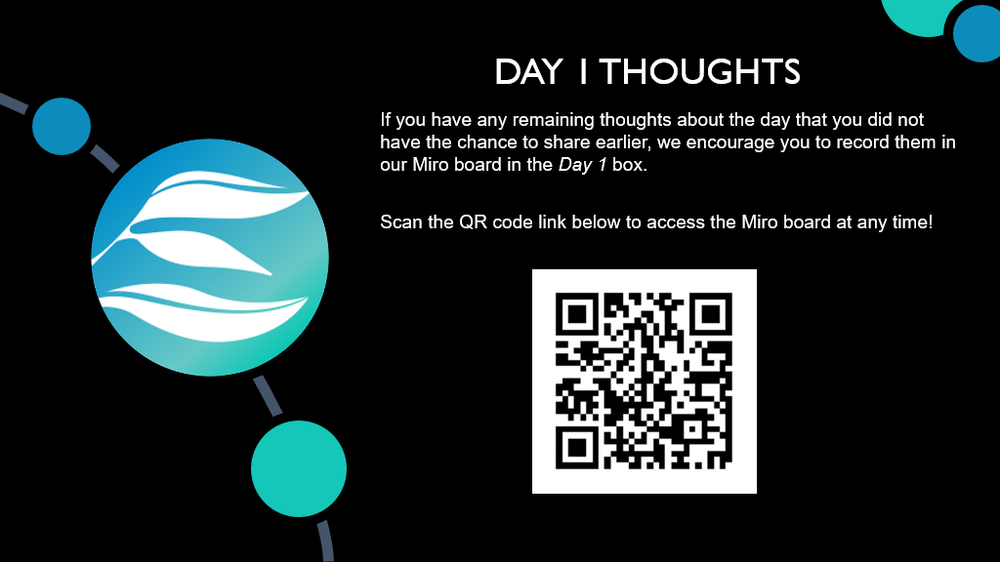 DAY 1 THOUGHTS
If you have any remaining thoughts about the day that you did not
have the chance to share earlier, we encourage you to record them in
our Miro board in the Day 1 box.
Scan the QR code link below to access the Miro board at any time!